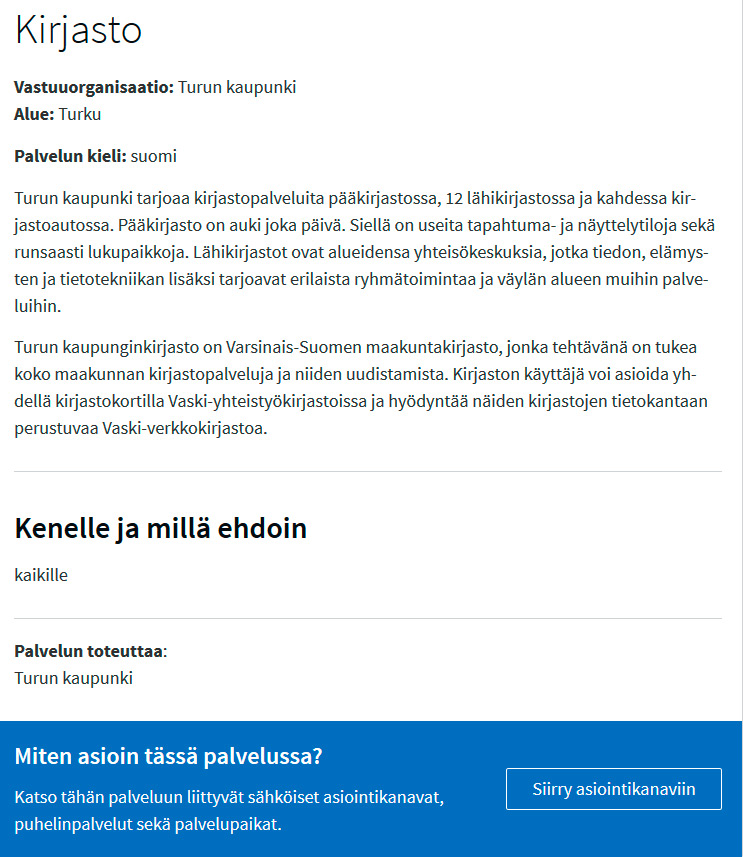 Kirjasto
Vastuuorganisaatio: Turun kaupunki
Alue: Turku
Palvelun kieli: suomi
Turun kaupunki tarjoaa kirjastopalveluita pääkirjastossa, 12 lähikirjastossa ja kahdessa kir-
jastoautossa. Pääkirjasto on auki joka päivä. Siellä on useita tapahtuma- ja näyttelytiloja sekä
runsaasti lukupaikkoja. Lähikirjastot ovat alueidensa yhteisökeskuksia, jotka tiedon, elämys-
ten ja tietotekniikan lisäksi tarjoavat erilaista ryhmätoimintaa ja väylän alueen muihin palve-
luihin.
Turun kaupunginkirjasto on Varsinais-Suomen maakuntakirjasto, jonka tehtävänä on tukea
koko maakunnan kirjastopalveluja ja niiden uudistamista. Kirjaston käyttäjä voi asioida yh-
dellä kirjastokortilla Vaski-yhteistyökirjastoissa ja hyödyntää näiden kirjastojen tietokantaan
perustuvaa Vaski-verkkokirjastoa.
Kenelle ja millä ehdoin
kaikille
Palvelun toteuttaa:
Turun kaupunki
Miten asioin tässä palvelussa?
Katso tähän palveluun liittyvät sähköiset asiointikanavat,
puhelinpalvelut sekä palvelupaikat.
Siirry asiointikanaviin